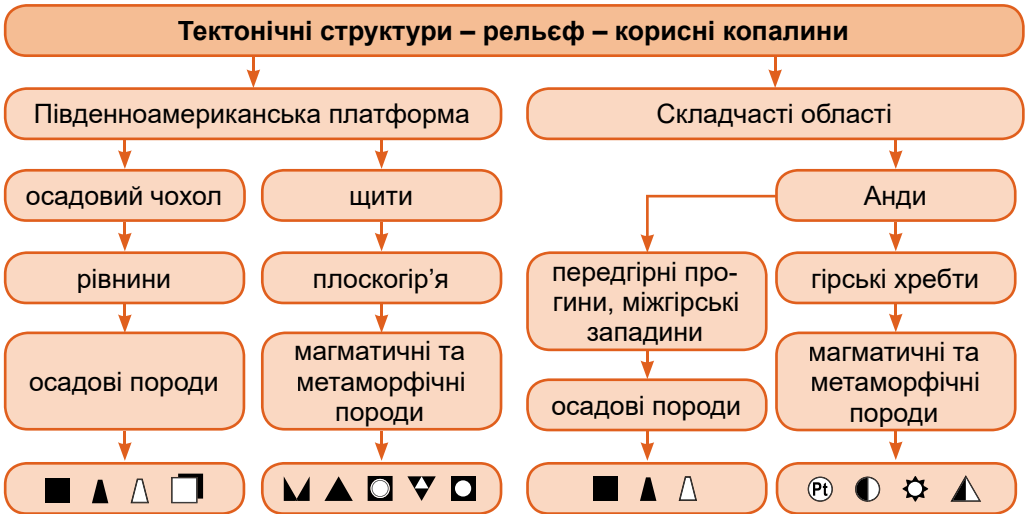 Тектонічні структури – рельєф – корисні копалини
Південноамериканська платформа
Складчасті області
осадовий чохол
щити
Анди
рівнини
плоскогір’я
передгірні про-
гини, міжгірські
западини
гірські хребти
осадові породи
магматичні та
метаморфічні
породи
осадові породи
магматичні та
метаморфічні
породи
Pt